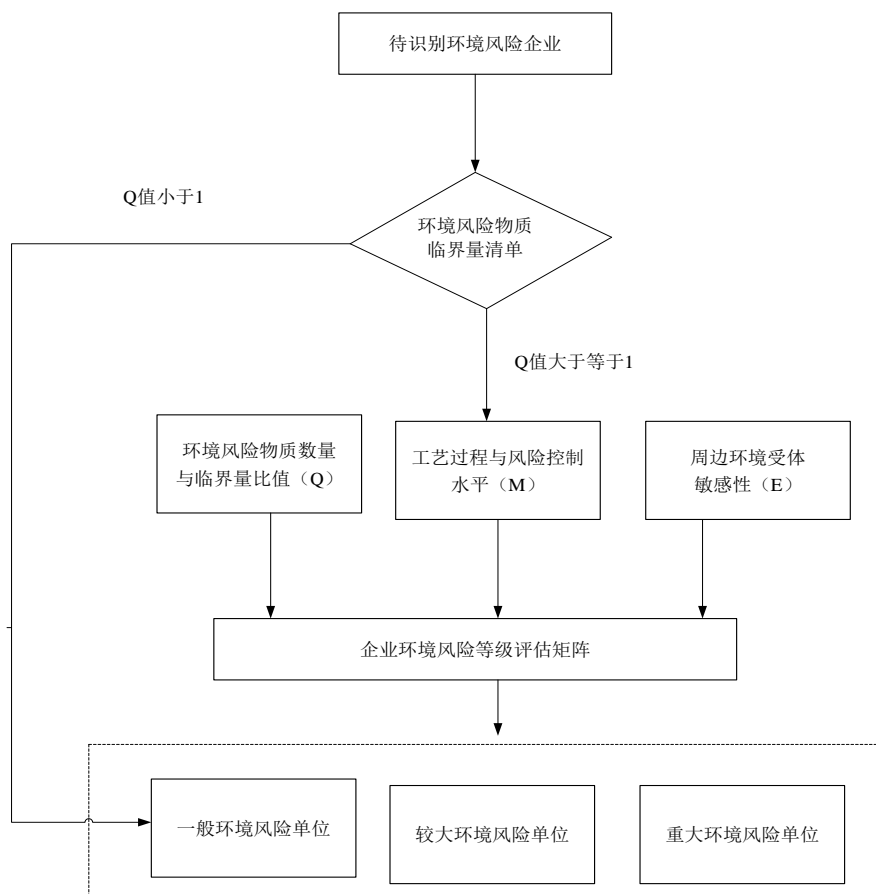 待识别环境风险企业
Q值小于1
环境风险物质
临界量清单
Q值大于等于1
环境风险物质数量
与临界量比值（Q）
工艺过程与风险控制
水平（M）
周边环境受体
敏感性（E）
企业环境风险等级评估矩阵
一般环境风险单位
较大环境风险单位
重大环境风险单位